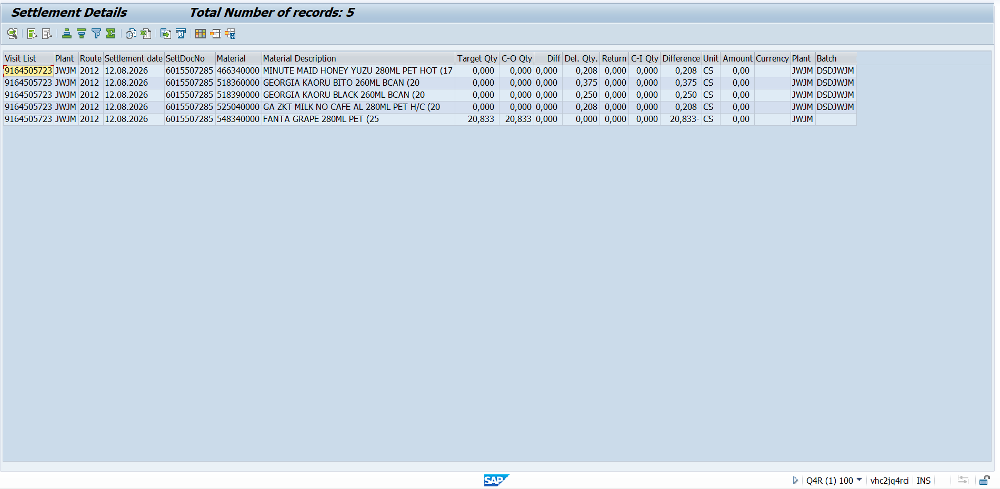 Settlement Details Total Number of records: 5
Visit List Plant Route Settlement date SettDocNo Material Material Description Target Qty C-O Qty Diff Del. Qty. Return C-I Qty Difference Unit Amount Currency Plant Batch
9164505723 JWJM 2012 12.08.2026 6015507285 466340000 MINUTE MAID HONEY YUZU 280ML PET HOT (17 0,000 0,000 0,000 0,208 0,000 0,000 0,208 CS 0,00 JWJM DSDJWJM
9164505723 JWJM 2012 12.08.2026 6015507285 518360000 GEORGIA KAORU BITO 260ML BCAN (20 0,000 0,000 0,000 0,375 0,000 0,000 0,375 CS 0,00 JWJM DSDJWJM
9164505723 JWJM 2012 12.08.2026 6015507285 518390000 GEORGIA KAORU BLACK 260ML BCAN (20 0,000 0,000 0,000 0,250 0,000 0,000 0,250 CS 0,00 JWJM DSDJWJM
9164505723 JWJM 2012 12.08.2026 6015507285 525040000 GA ZKT MILK NO CAFE AL 280ML PET H/C (20 0,000 0,000 0,000 0,208 0,000 0,000 0,208 CS 0,00 JWJM DSDJWJM
9164505723 JWJM 2012 12.08.2026 6015507285 548340000 FANTA GRAPE 280ML PET (25 20,833 20,833 0,000 0,000 0,000 0,000 20,833- CS 0,00 JWJM
SAP Q4R (1) 100 vhc2jq4rci INS